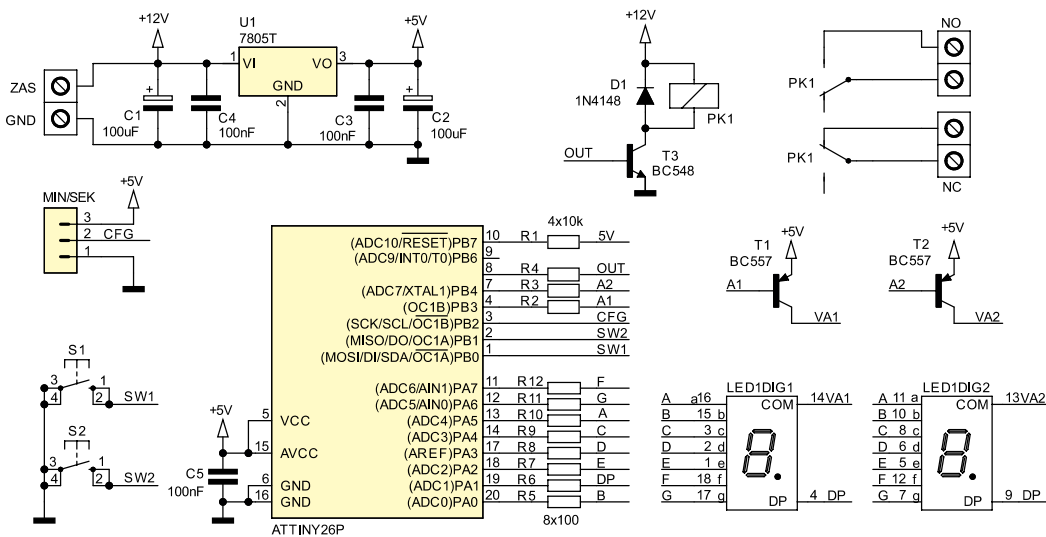 +12V
U1
7805T
+5V
1
VI
VO
3
GND
2
ZAS
GND
+
C1
100uF
C4
100nF
C3
100nF
+
C2
100uF
+12V
D1
1N4148
PK1
OUT
T3
BC548
NO
PK1
PK1
NC
MIN/SEK
+5V
3
2
CFG
1
4x10k
(ADC10/RESET)PB7 10 R1 5V
(ADC9/INT0/T0)PB6 9
8 R4 OUT
(ADC7/XTAL1)PB4 7 R3 A2
(OC1B)PB3 4 R2 A1
(SCK/SCL/OC1B)PB2 3 CFG
(MISO/DO/OC1A)PB1 2 SW2
(MOSI/DI/SDA/OC1A)PB0 1 SW1
(ADC6/AIN1)PA7 11 R12 F
(ADC5/AIN0)PA6 12 R11 G
(ADC4)PA5 13 R10 A
(ADC3)PA4 14 R9 C
(AREF)PA3 17 R8 D
(ADC2)PA2 18 R7 E
(ADC1)PA1 19 R6 DP
(ADC0)PA0 20 R5 B
8x100
5 VCC
15 AVCC
6 GND
16 GND
ATTINY26P
+5V
C5
100nF
S1
3 1
4 2 SW1
S2
3 1
4 2 SW2
+5V
T1
BC557
A1
VA1
+5V
T2
BC557
A2
VA2
LED1DIG1
A a16 COM 14VA1
B 15 b
C 3 c
D 2 d
E 1 e
F 18 f
G 17 g DP 4 DP
LED1DIG2
A 11 a COM 13VA2
B 10 b
C 8 c
D 6 d
E 5 e
F 12 f
G 7 g DP 9 DP